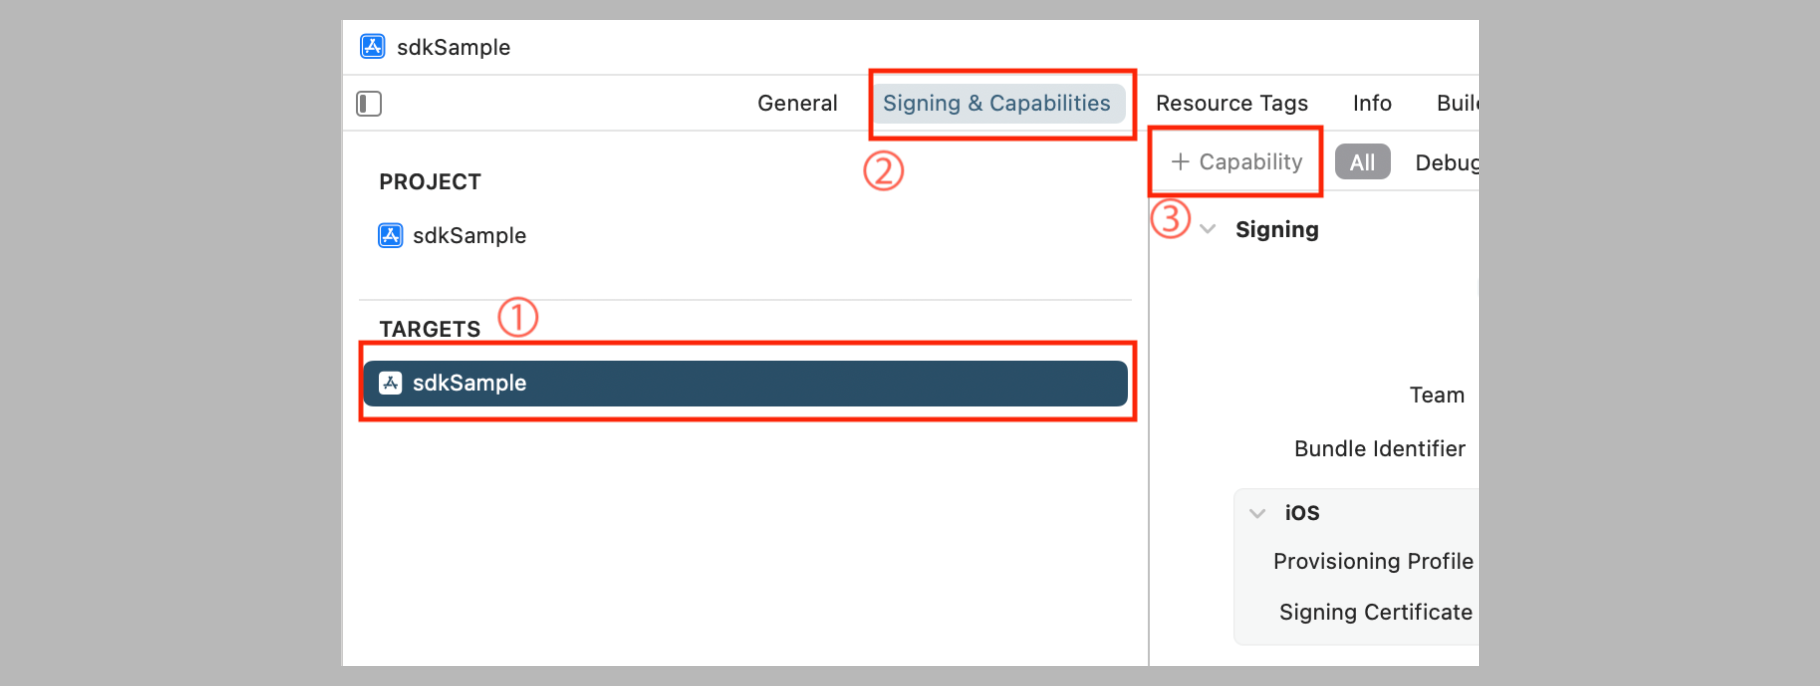 sdkSample
General Signing & Capabilities Resource Tags Info Build
② + Capability All Debug
PROJECT
sdkSample
③ Signing
TARGETS ①
sdkSample
Team
Bundle Identifier
iOS
Provisioning Profile
Signing Certificate